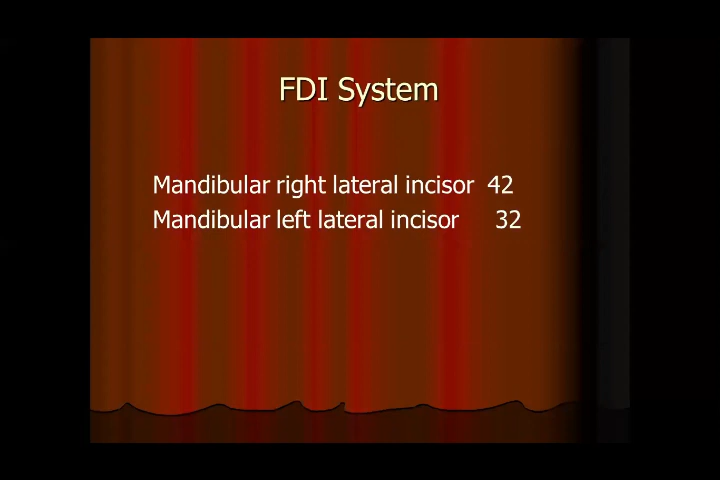 FDI System
Mandibular right lateral incisor 42
Mandibular left lateral incisor 32